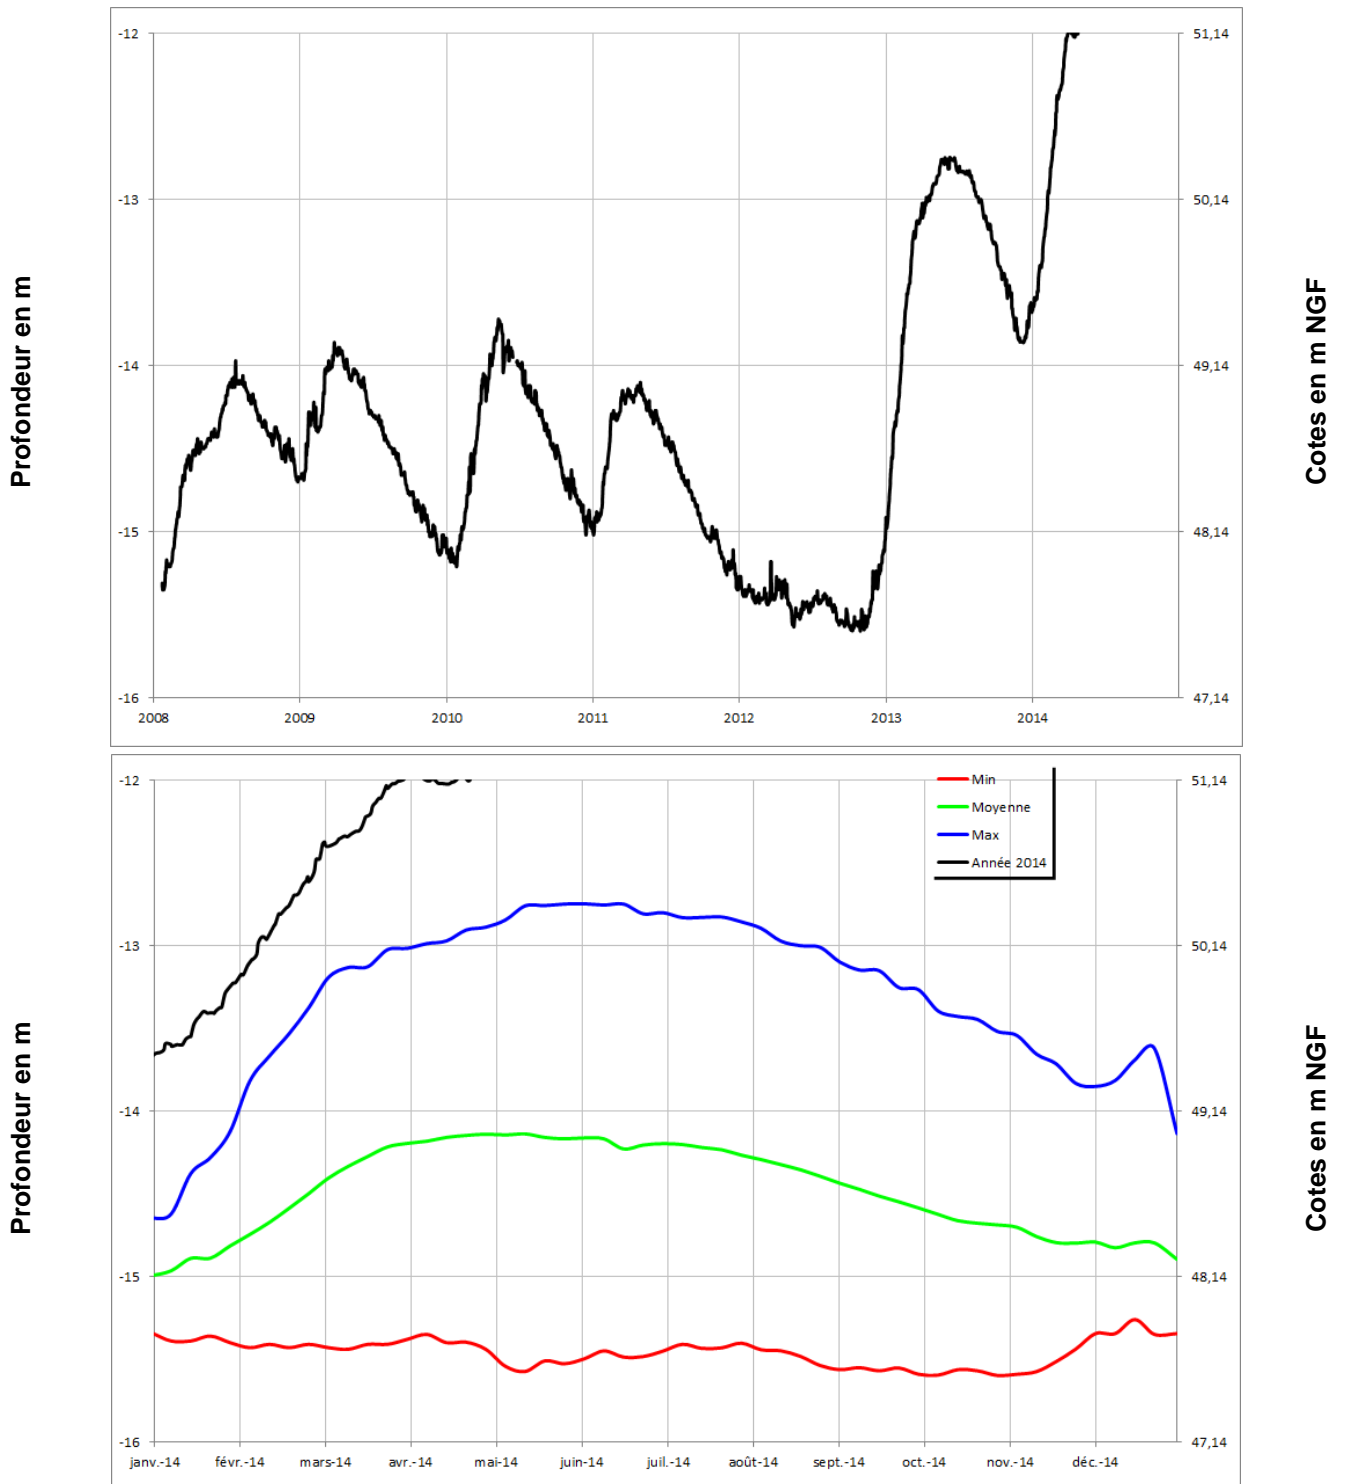 -12
51,14
-13
50,14
-14
49,14
-15
48,14
-16
47,14
2008
2009
2010
2011
2012
2013
2014
Profondeur en m
Cotes en m NGF
-12
51,14
Min
Moyenne
Max
Année 2014
-13
50,14
-14
49,14
-15
48,14
-16
47,14
janv.-14
févr.-14
mars-14
avr.-14
mai-14
juin-14
juil.-14
août-14
sept.-14
oct.-14
nov.-14
déc.-14
Profondeur en m
Cotes en m NGF